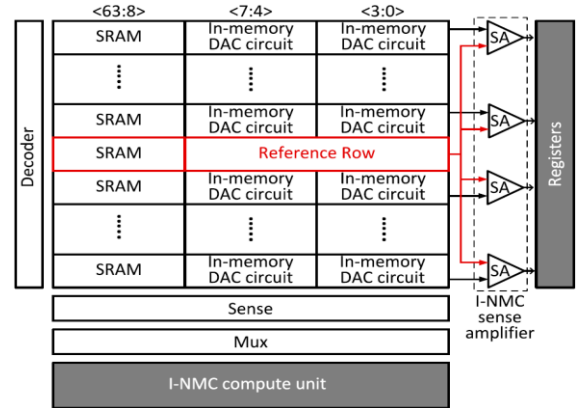 <63:8> <7:4> <3:0>
SRAM In-memory DAC circuit In-memory DAC circuit SA
SRAM In-memory DAC circuit In-memory DAC circuit SA
Decoder SRAM Reference Row Registers
SRAM In-memory DAC circuit In-memory DAC circuit SA
SRAM In-memory DAC circuit In-memory DAC circuit SA
Sense
I-NMC
sense
amplifier
Mux
I-NMC compute unit